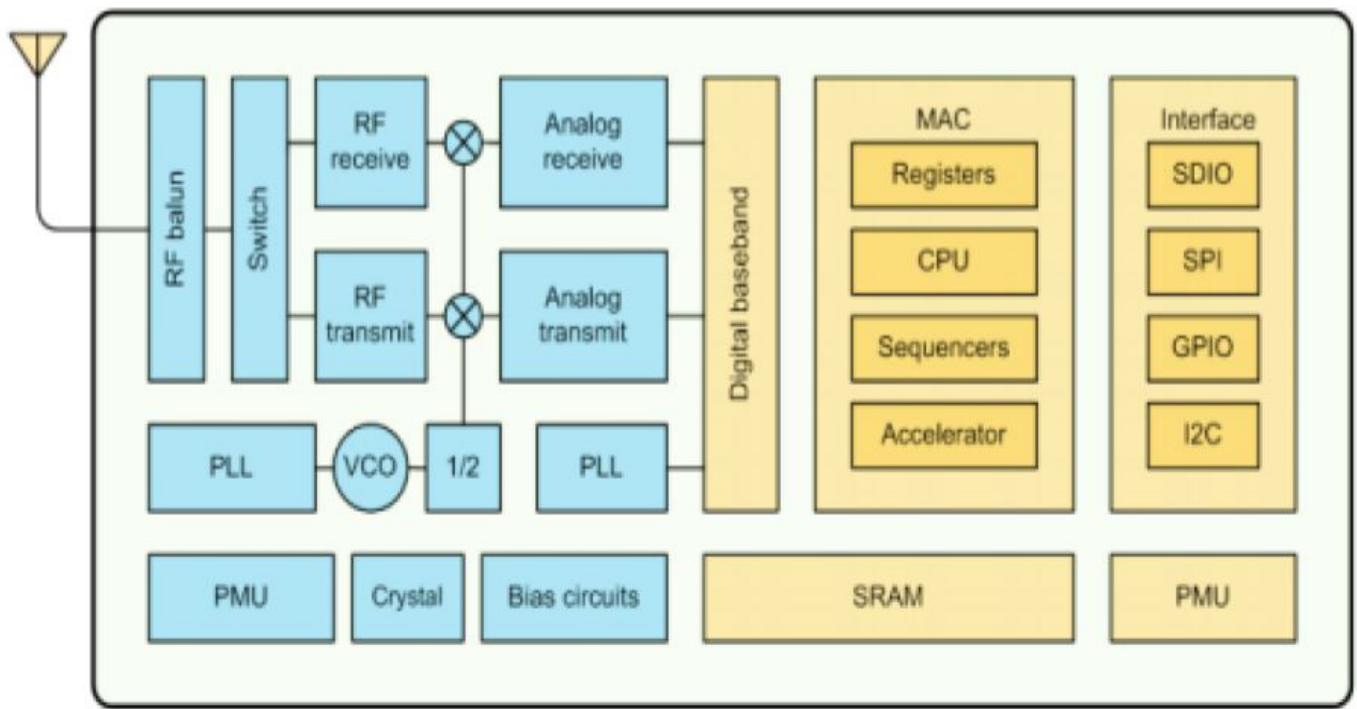 RF balun
Switch
RF
receive
Analog
receive
RF
transmit
Analog
transmit
PLL
VCO
1/2
PLL
Digital baseband
MAC
Registers
CPU
Sequencers
Accelerator
Interface
SDIO
SPI
GPIO
I2C
PMU
Crystal
Bias circuits
SRAM
PMU